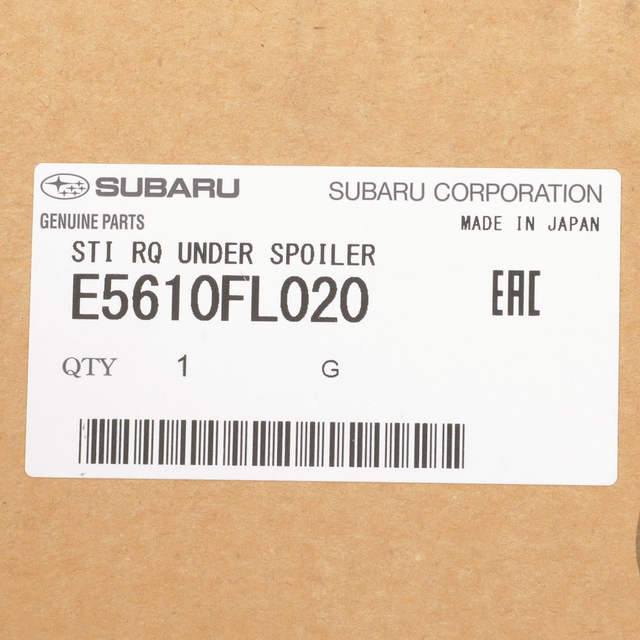 SUBARU SUBARU CORPORATION
GENUINE PARTS MADE IN JAPAN
STI RQ UNDER SPOILER
E5610FL020 EAC
QTY 1 G